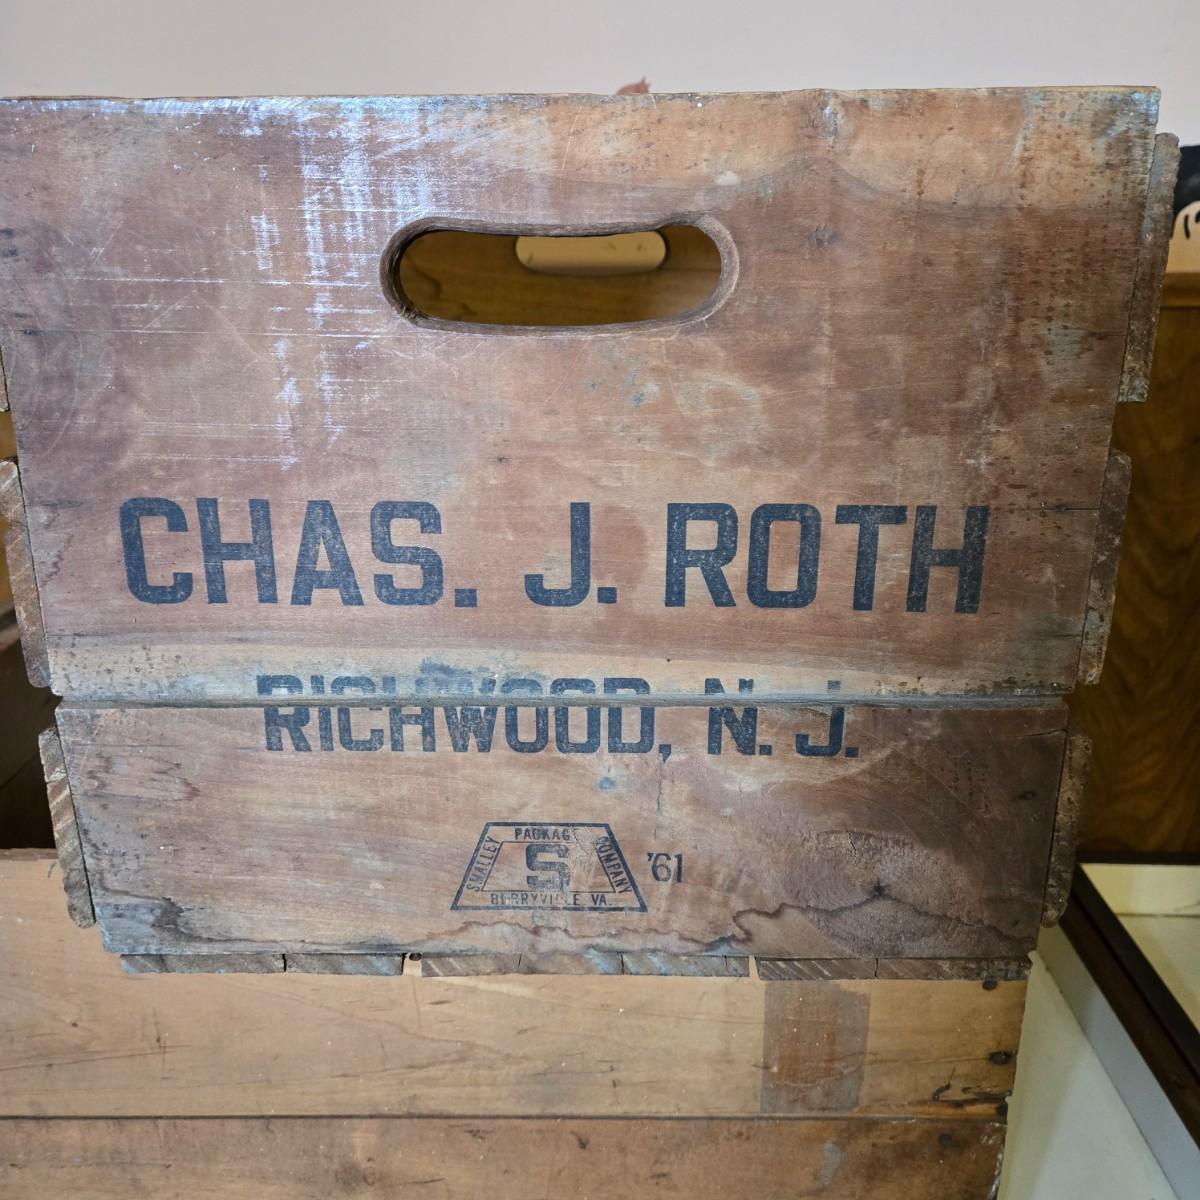 CHAS. J. ROTH
RICHWOOD, N. J.
PACKAGE
SMALLEY
S
COMPANY
'61
BERRYVILLE VA.